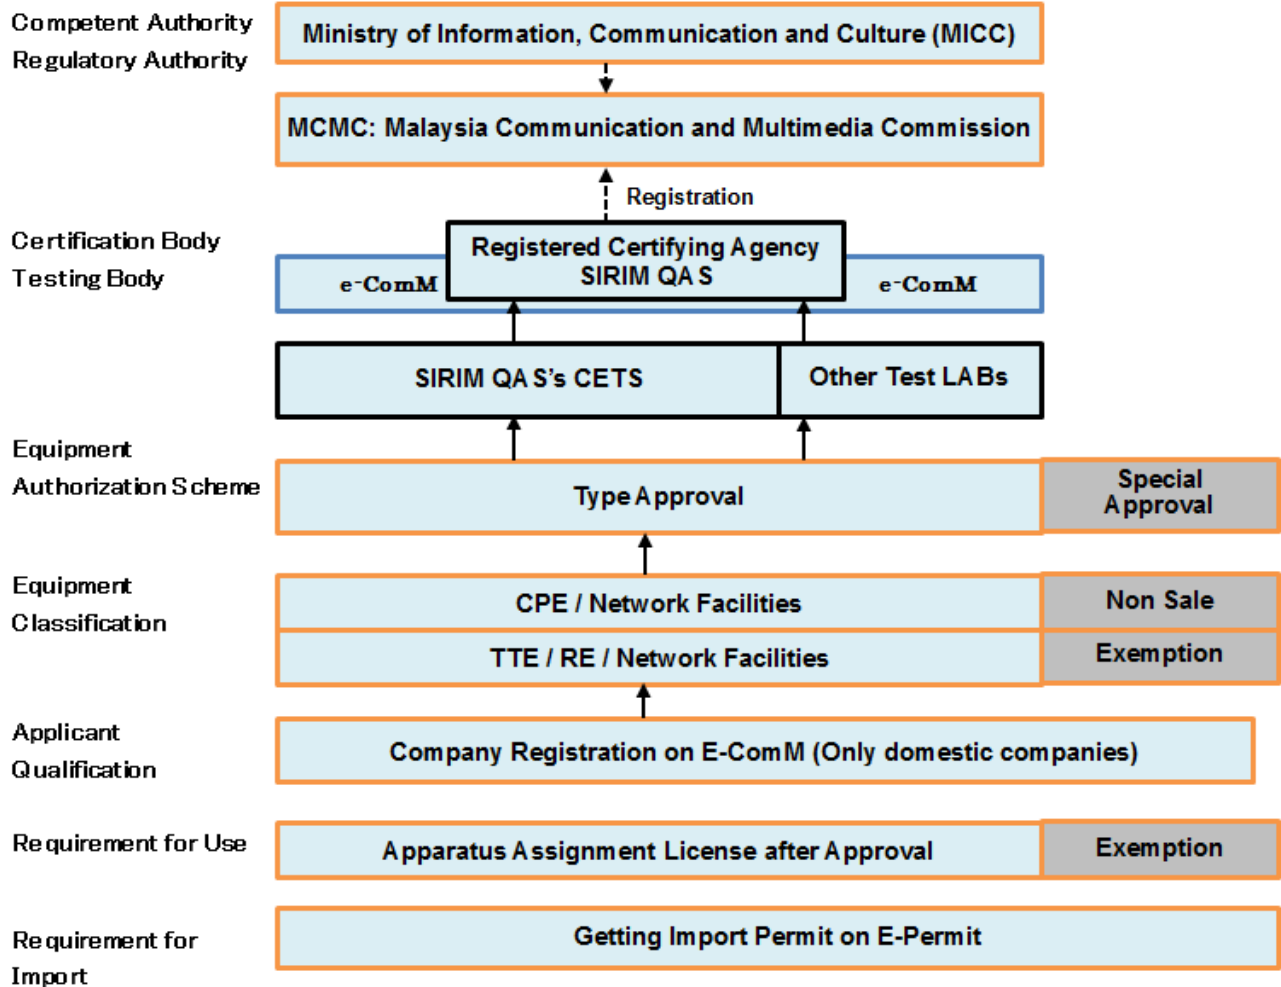 Competent Authority
Regulatory Authority
Ministry of Information, Communication and Culture (MICC)
MCMC: Malaysia Communication and Multimedia Commission
Registration
Certification Body
Testing Body
Registered Certifying Agency
SIRIM QAS
e-ComM
e-ComM
SIRIM QAS's CETS
Other Test LABs
Equipment
Authorization Scheme
Type Approval
Special
Approval
Equipment
Classification
CPE / Network Facilities
Non Sale
TTE / RE / Network Facilities
Exemption
Applicant
Qualification
Company Registration on E-ComM (Only domestic companies)
Requirement for Use
Apparatus Assignment License after Approval
Exemption
Requirement for
Import
Getting Import Permit on E-Permit